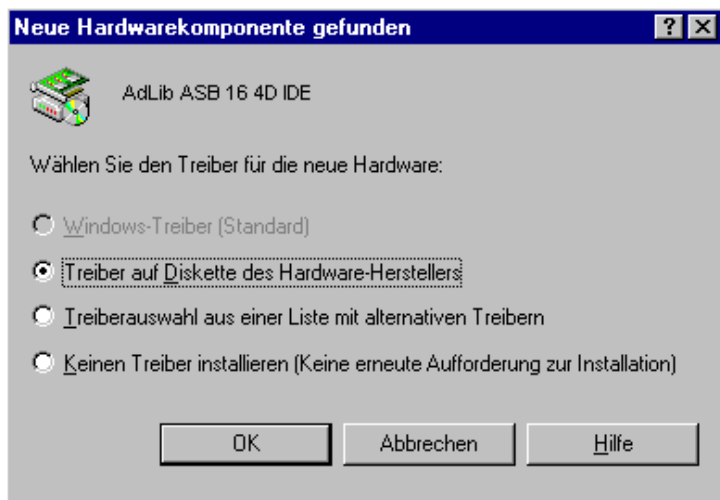 Neue Hardwarekomponente gefunden
AdLib ASB 16 4D IDE
Wählen Sie den Treiber für die neue Hardware:
Windows-Treiber (Standard)
Treiber auf Diskette des Hardware-Herstellers
Treiberauswahl aus einer Liste mit alternativen Treibern
Keinen Treiber installieren (Keine erneute Aufforderung zur Installation)
OK Abbrechen Hilfe